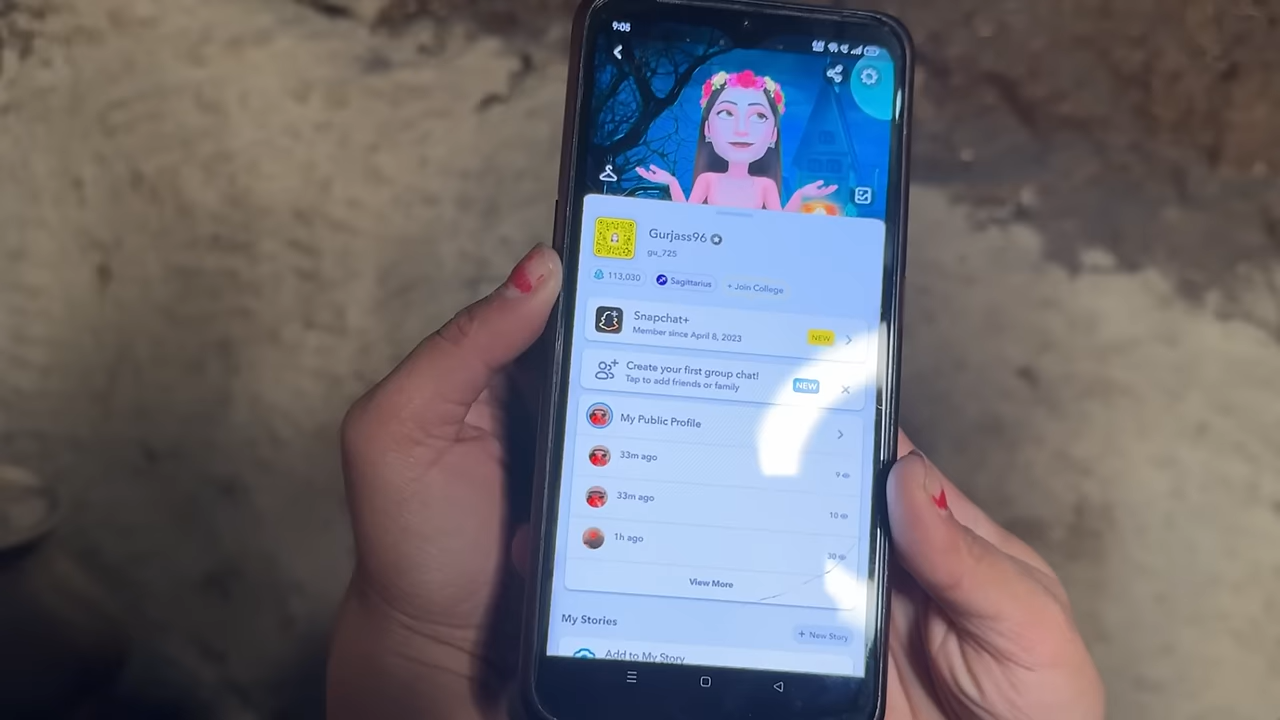 9:05
Gurjass96
gu_725
113,030
Sagittarius
+ Join College
Snapchat+
Member since April 8, 2023
NEW
Create your first group chat!
Tap to add friends or family
NEW
My Public Profile
33m ago
9
33m ago
10
1h ago
30
View More
My Stories
+ New Story
Add to My Story